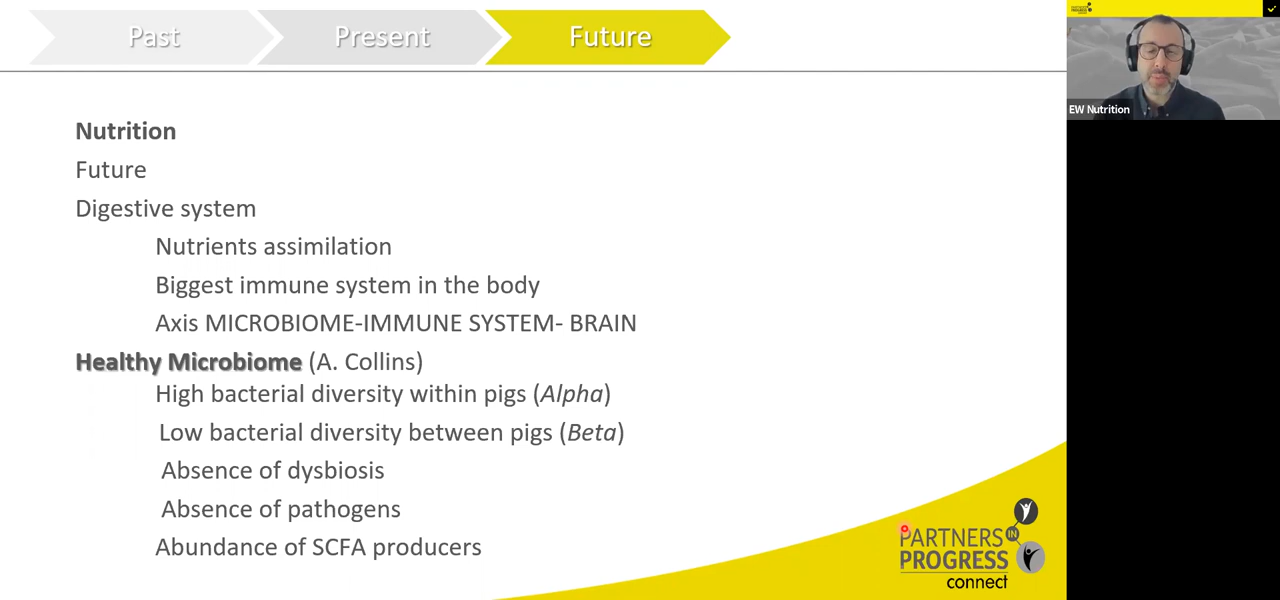 Past
Present
Future
EW Nutrition
Nutrition
Future
Digestive system
Nutrients assimilation
Biggest immune system in the body
Axis MICROBIOME-IMMUNE SYSTEM- BRAIN
Healthy Microbiome (A. Collins)
High bacterial diversity within pigs (Alpha)
Low bacterial diversity between pigs (Beta)
Absence of dysbiosis
Absence of pathogens
Abundance of SCFA producers
PARTNERS IN
PROGRESS
connect